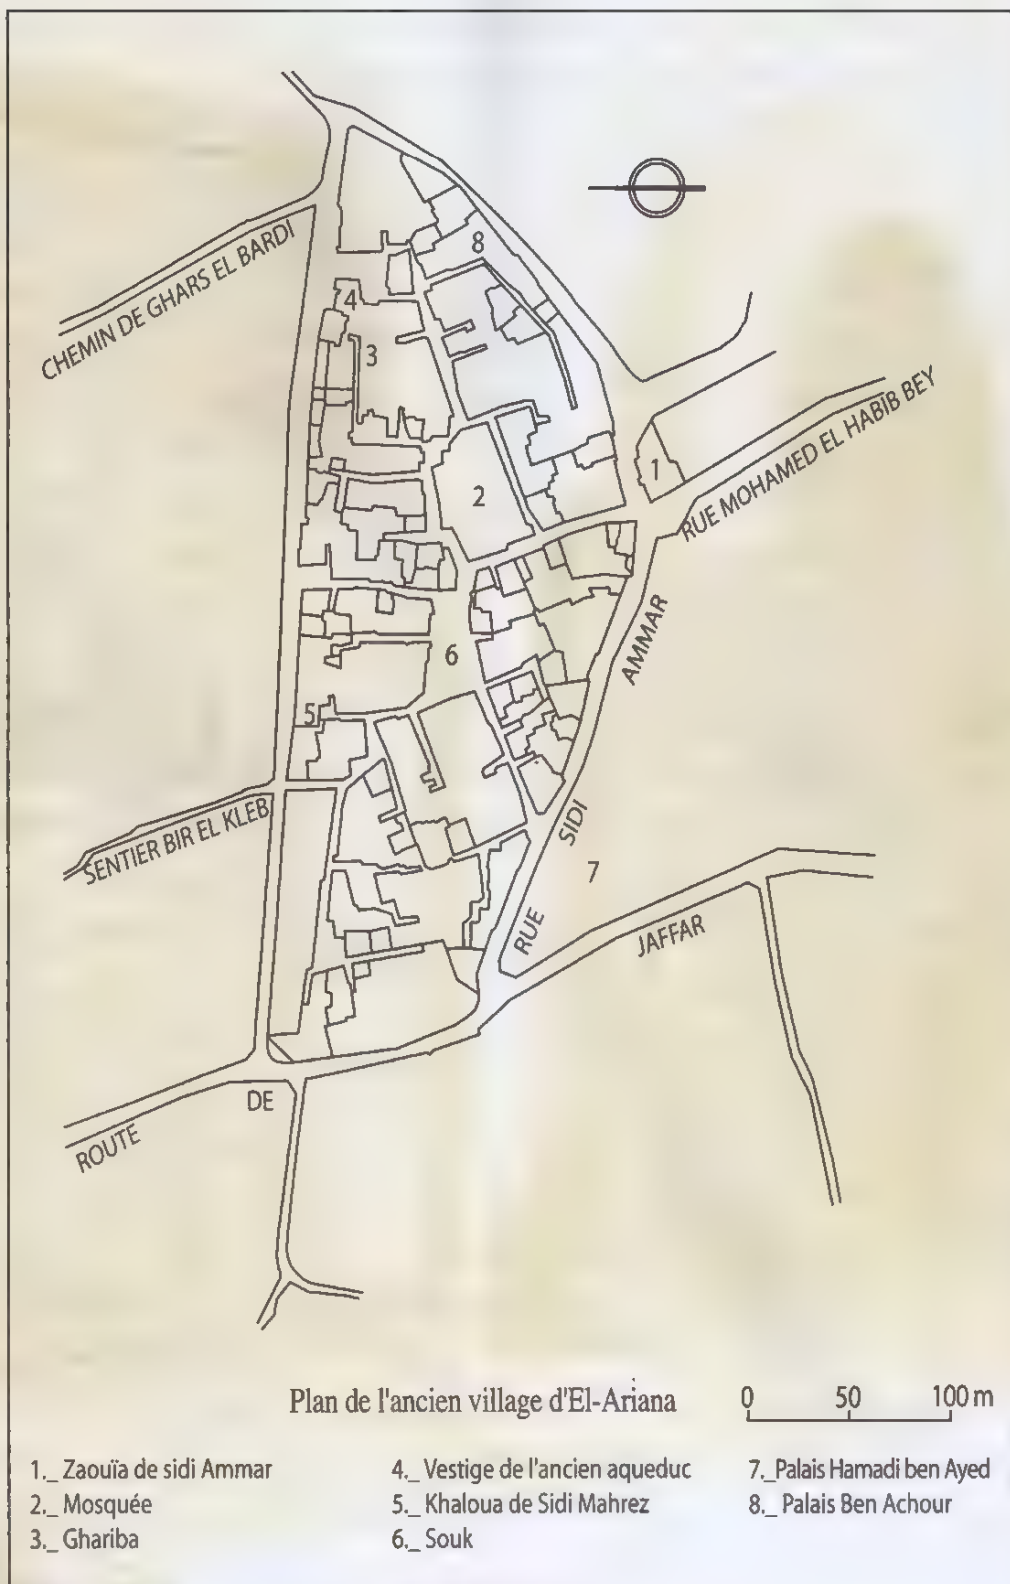 CHEMIN DE GHARS EL BARDI
8
4
3
2
1
RUE MOHAMED EL HABIB BEY
6
5
RUE SIDI AMMAR
SENTIER BIR EL KLEB
7
JAFFAR
ROUTE DE
Plan de l'ancien village d'El-Ariana
0 50 100 m
1._ Zaouïa de sidi Ammar
2._ Mosquée
3._ Ghariba
4._ Vestige de l'ancien aqueduc
5._ Khaloua de Sidi Mahrez
6._ Souk
7._Palais Hamadi ben Ayed
8._ Palais Ben Achour